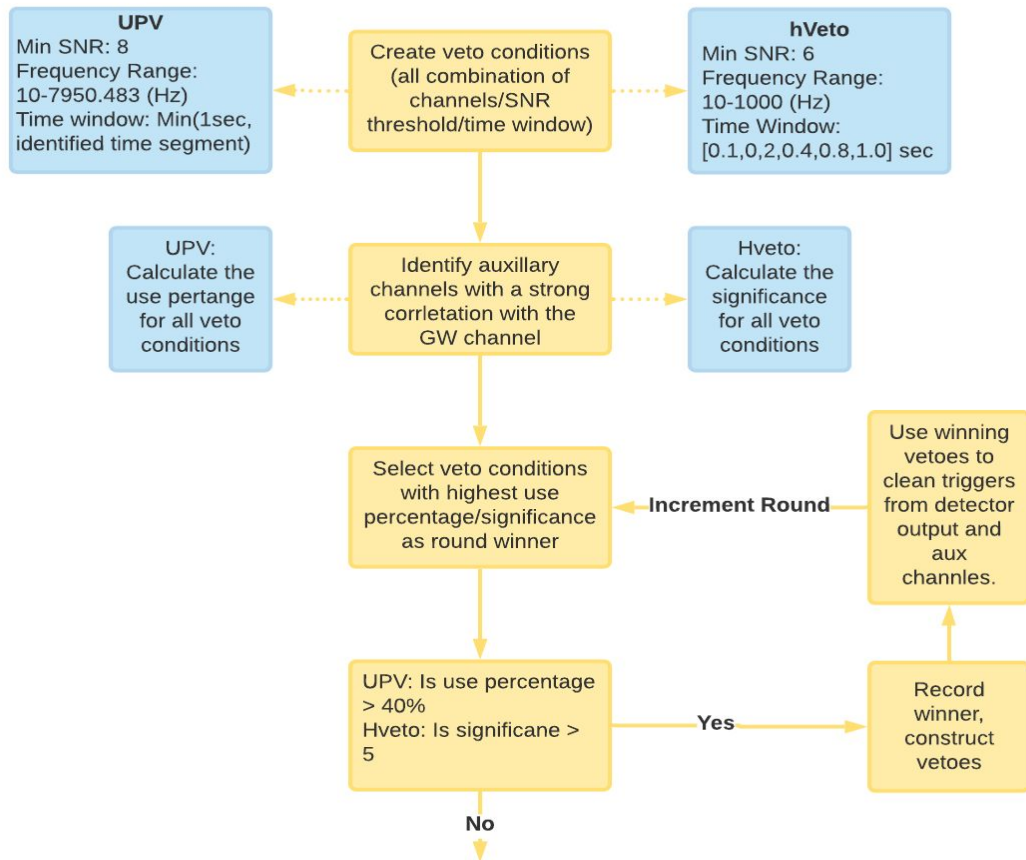 UPV
Min SNR: 8
Frequency Range:
10-7950.483 (Hz)
Time window: Min(1sec,
identified time segment)
Create veto conditions
(all combination of
channels/SNR
threshold/time window)
hVeto
Min SNR: 6
Frequency Range:
10-1000 (Hz)
Time Window:
[0.1,0,2,0.4,0.8,1.0] sec
UPV:
Calculate the
use pertange
for all veto
conditions
Identify auxillary
channels with a strong
corrletation with the
GW channel
Hveto:
Calculate the
significance
for all veto
conditions
Select veto conditions
with highest use
percentage/significance
as round winner
Increment Round
Use winning
vetoes to
clean triggers
from detector
output and
aux
channles.
UPV: Is use percentage
> 40%
Hveto: Is significane >
5
Yes
Record
winner,
construct
vetoes
No